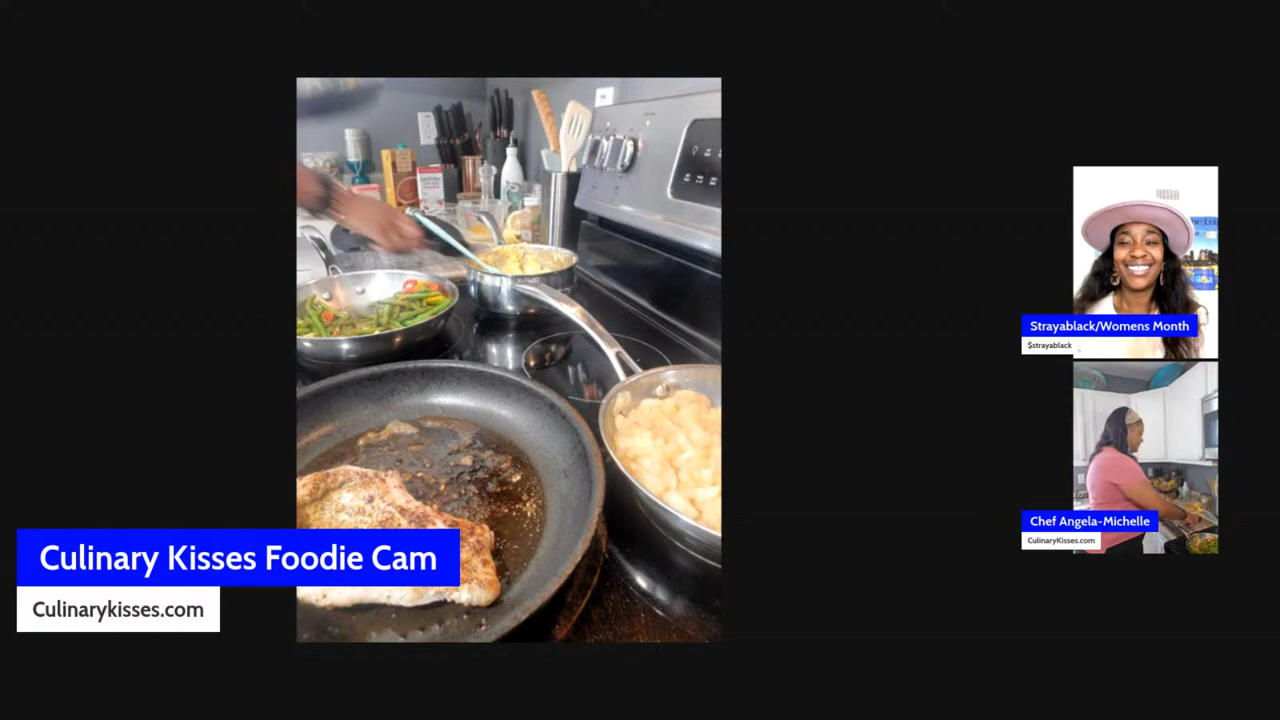 Culinary Kisses Foodie Cam
Culinarykisses.com
Strayablack/Womens Month
$strayablack
Chef Angela-Michelle
CulinaryKisses.com